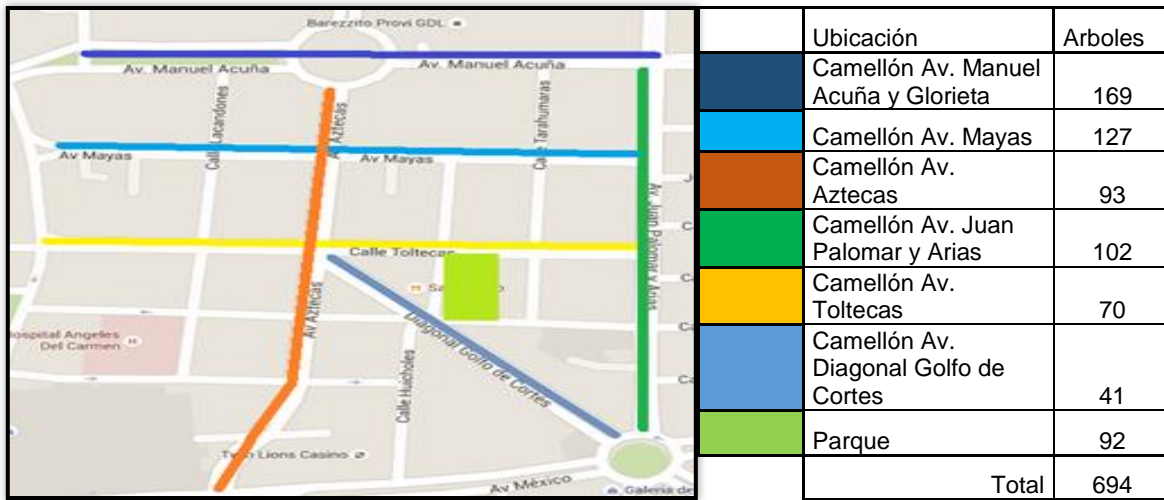 Barezzito Provi GDL
Av. Manuel Acuña
Av. Manuel Acuña
Calle Lacandones
Av Aztecas
Calle Tarahumaras
Av Mayas
Av Mayas
Av. Juan Palomar y Arias
Calle Toltecas
Av Aztecas
Hospital Angeles
Del Carmen
Diagonal Golfo de Cortes
Calle Huicholes
Lions Casino
Av México
Galeria de
Ubicación Arboles
Camellón Av. Manuel
Acuña y Glorieta 169
Camellón Av. Mayas 127
Camellón Av.
Aztecas 93
Camellón Av. Juan
Palomar y Arias 102
Camellón Av.
Toltecas 70
Camellón Av.
Diagonal Golfo de
Cortes 41
Parque 92
Total 694